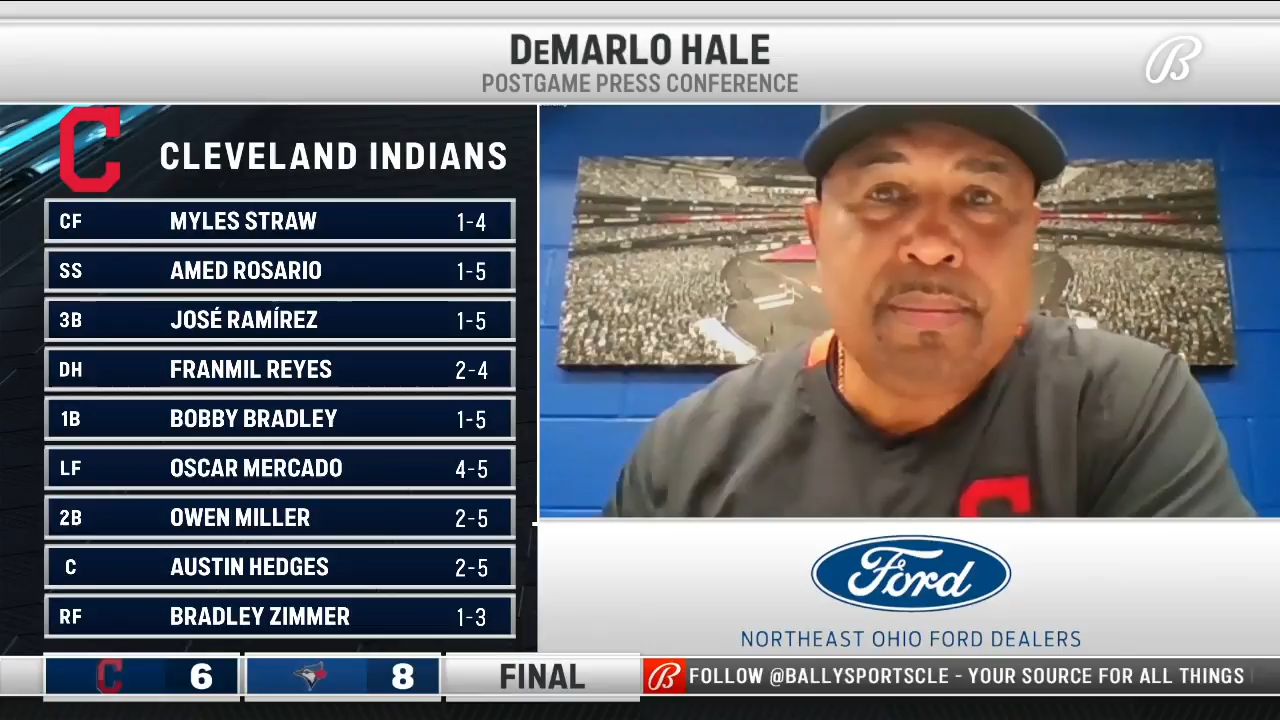 DeMARLO HALE
POSTGAME PRESS CONFERENCE
B
C
CLEVELAND INDIANS
CF MYLES STRAW 1-4
SS AMED ROSARIO 1-5
3B JOSÉ RAMÍREZ 1-5
DH FRANMIL REYES 2-4
1B BOBBY BRADLEY 1-5
LF OSCAR MERCADO 4-5
2B OWEN MILLER 2-5
C AUSTIN HEDGES 2-5
RF BRADLEY ZIMMER 1-3
C
Ford
NORTHEAST OHIO FORD DEALERS
C 6 8 FINAL B FOLLOW @BALLYSPORTSCLE - YOUR SOURCE FOR ALL THINGS